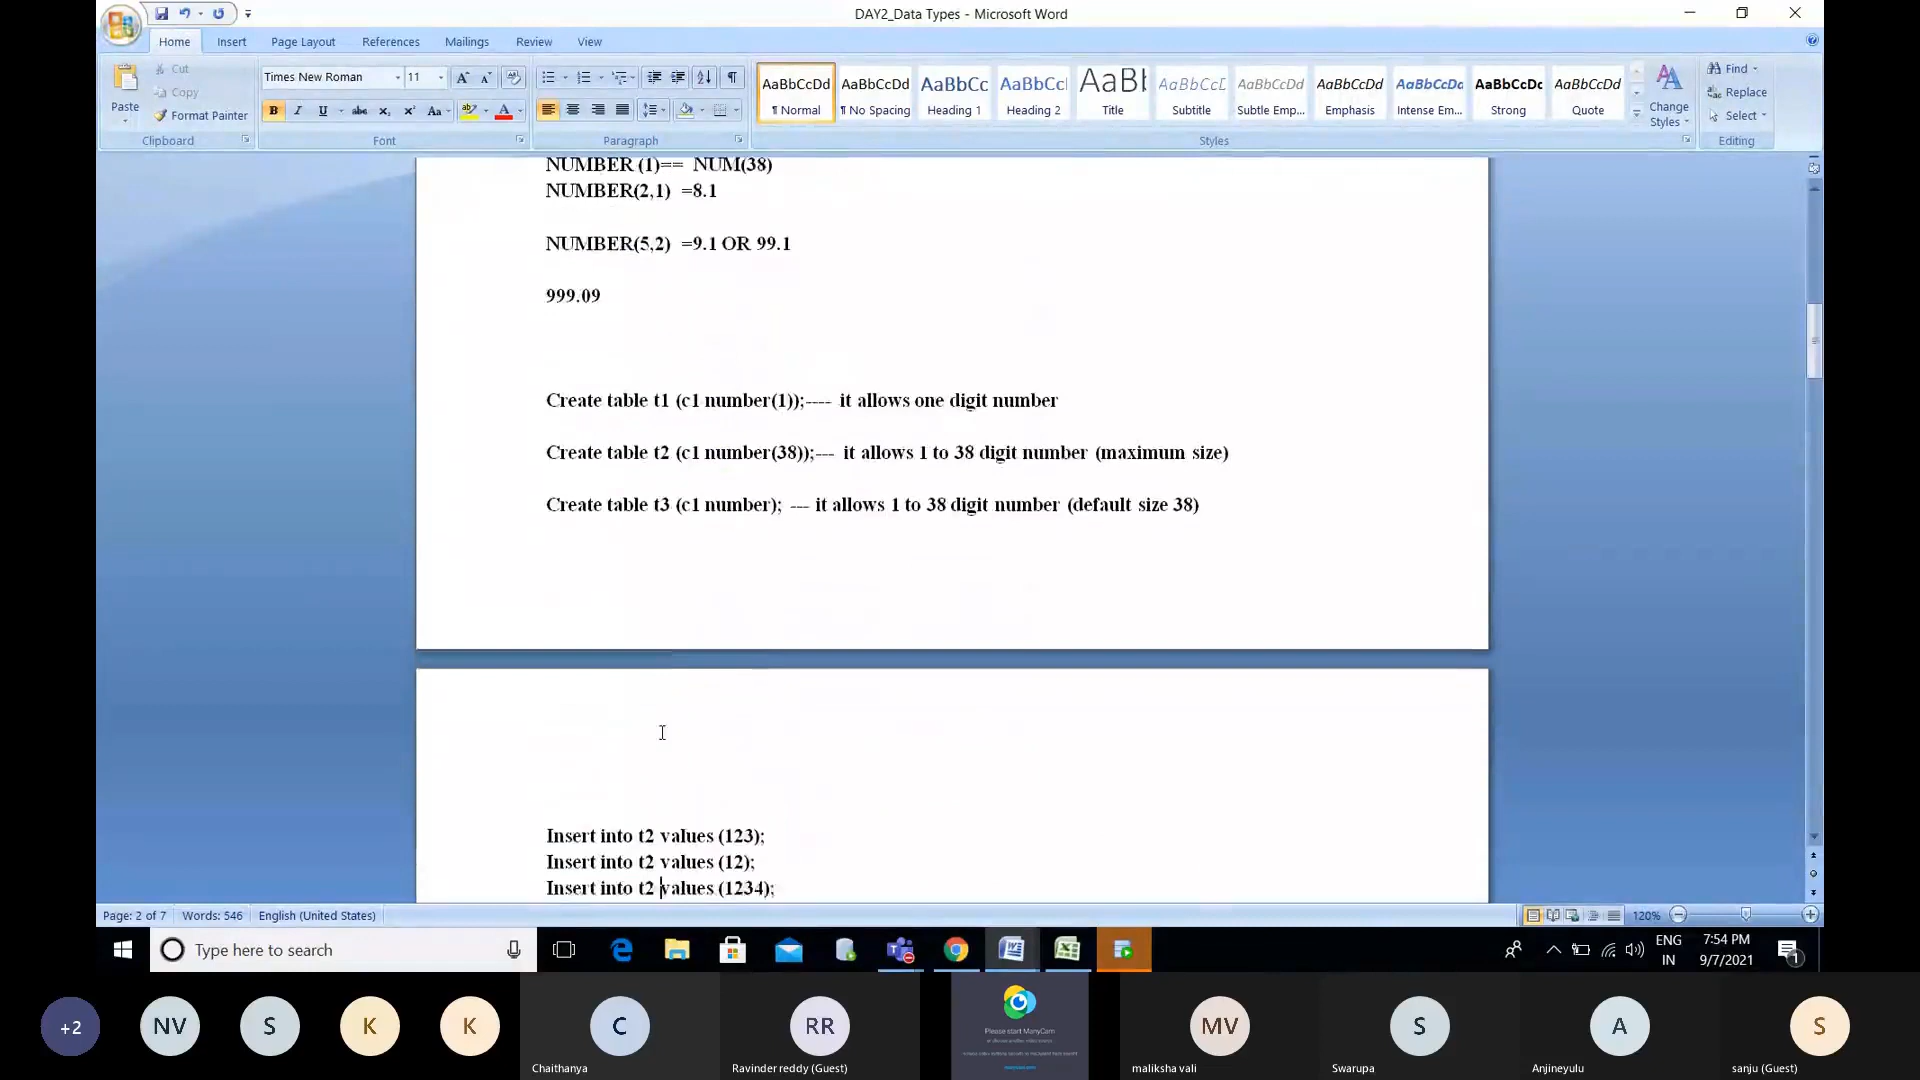 DAY2_Data Types - Microsoft Word
Home Insert Page Layout References Mailings Review View
Paste
Cut
Copy
Format Painter
Clipboard
Times New Roman 11
Font
Paragraph
AaBbCcDd AaBbCcDd AaBbCc AaBbCc AaBl AaBbCcD AaBbCcDd AaBbCcDd AaBbCcDd AaBbCcDc AaBbCcDd
¶ Normal ¶ No Spacing Heading 1 Heading 2 Title Subtitle Subtle Emp... Emphasis Intense Em... Strong Quote
Styles
Change Styles
Find
Replace
Select
Editing
NUMBER (1)== NUM(38)
NUMBER(2,1) =8.1
NUMBER(5,2) =9.1 OR 99.1
999.09
Create table t1 (c1 number(1));---- it allows one digit number
Create table t2 (c1 number(38));--- it allows 1 to 38 digit number (maximum size)
Create table t3 (c1 number); --- it allows 1 to 38 digit number (default size 38)
Insert into t2 values (123);
Insert into t2 values (12);
Insert into t2 values (1234);
Page: 2 of 7 Words: 546 English (United States) 120%
Type here to search
ENG
IN
7:54 PM
9/7/2021
1
+2 NV S K K C RR MV S A S
Please start ManyCam
Chaithanya Ravinder reddy (Guest) maliksha vali Swarupa Anjineyulu sanju (Guest)